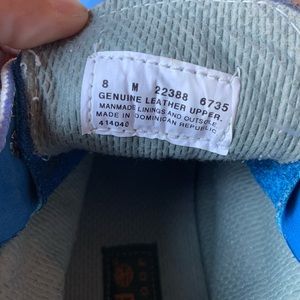 8 M 22388 6735
GENUINE LEATHER UPPER.
MANMADE LININGS AND OUTSOLE
MADE IN DOMINICAN REPUBLIC
414040